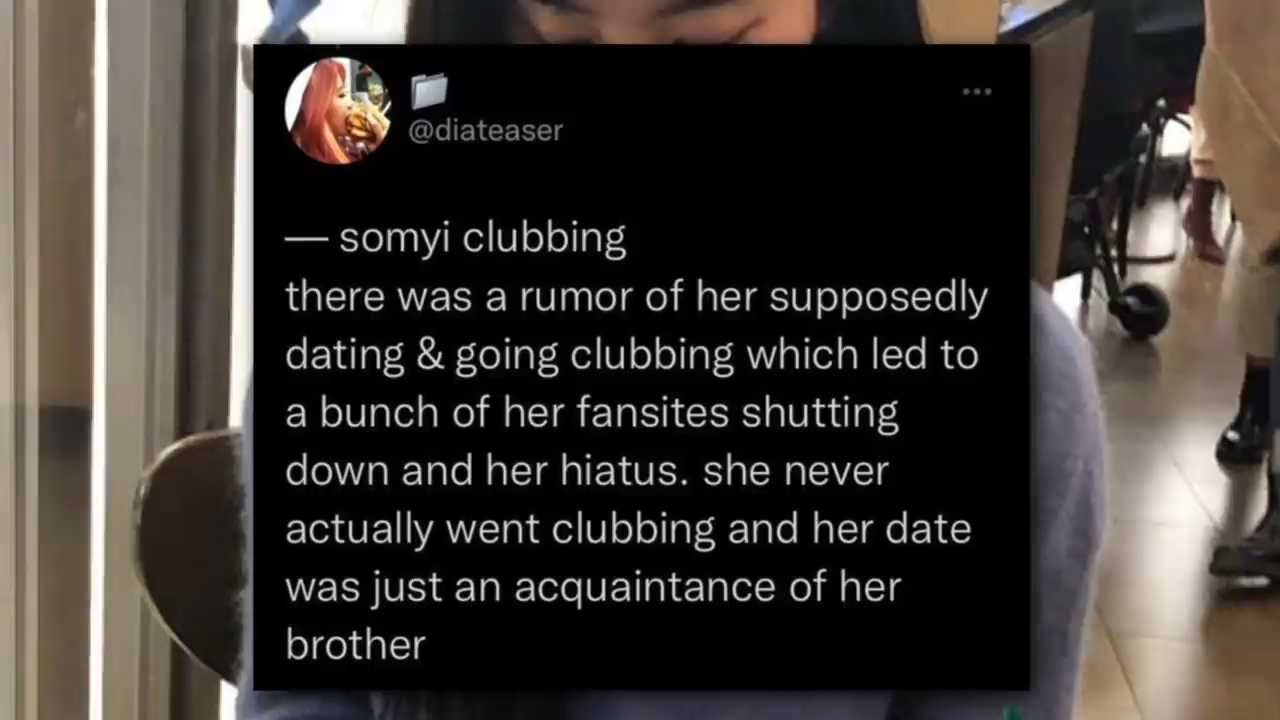 @diateaser
— somyi clubbing
there was a rumor of her supposedly
dating & going clubbing which led to
a bunch of her fansites shutting
down and her hiatus. she never
actually went clubbing and her date
was just an acquaintance of her
brother